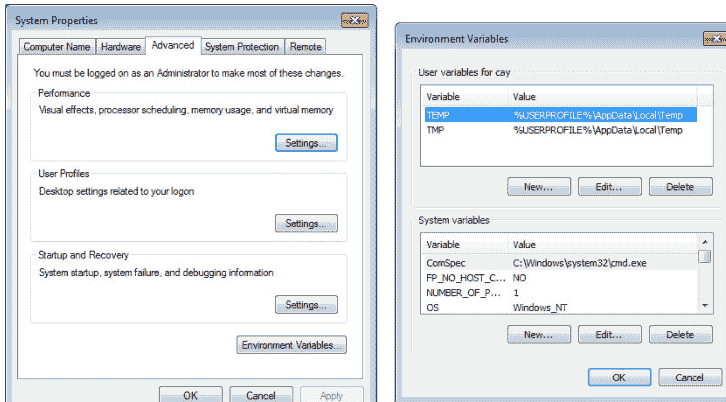 System Properties
Computer Name Hardware Advanced System Protection Remote
You must be logged on as an Administrator to make most of these changes.
Performance
Visual effects, processor scheduling, memory usage, and virtual memory
Settings...
User Profiles
Desktop settings related to your logon
Settings...
Startup and Recovery
System startup, system failure, and debugging information
Settings...
Environment Variables...
OK Cancel Apply
Environment Variables
User variables for cay
Variable Value
TEMP %USERPROFILE%\AppData\Local\Temp
TMP %USERPROFILE%\AppData\Local\Temp
New... Edit... Delete
System variables
Variable Value
ComSpec C:\Windows\system32\cmd.exe
FP_NO_HOST_C... NO
NUMBER_OF_P... 1
OS Windows_NT
New... Edit... Delete
OK Cancel